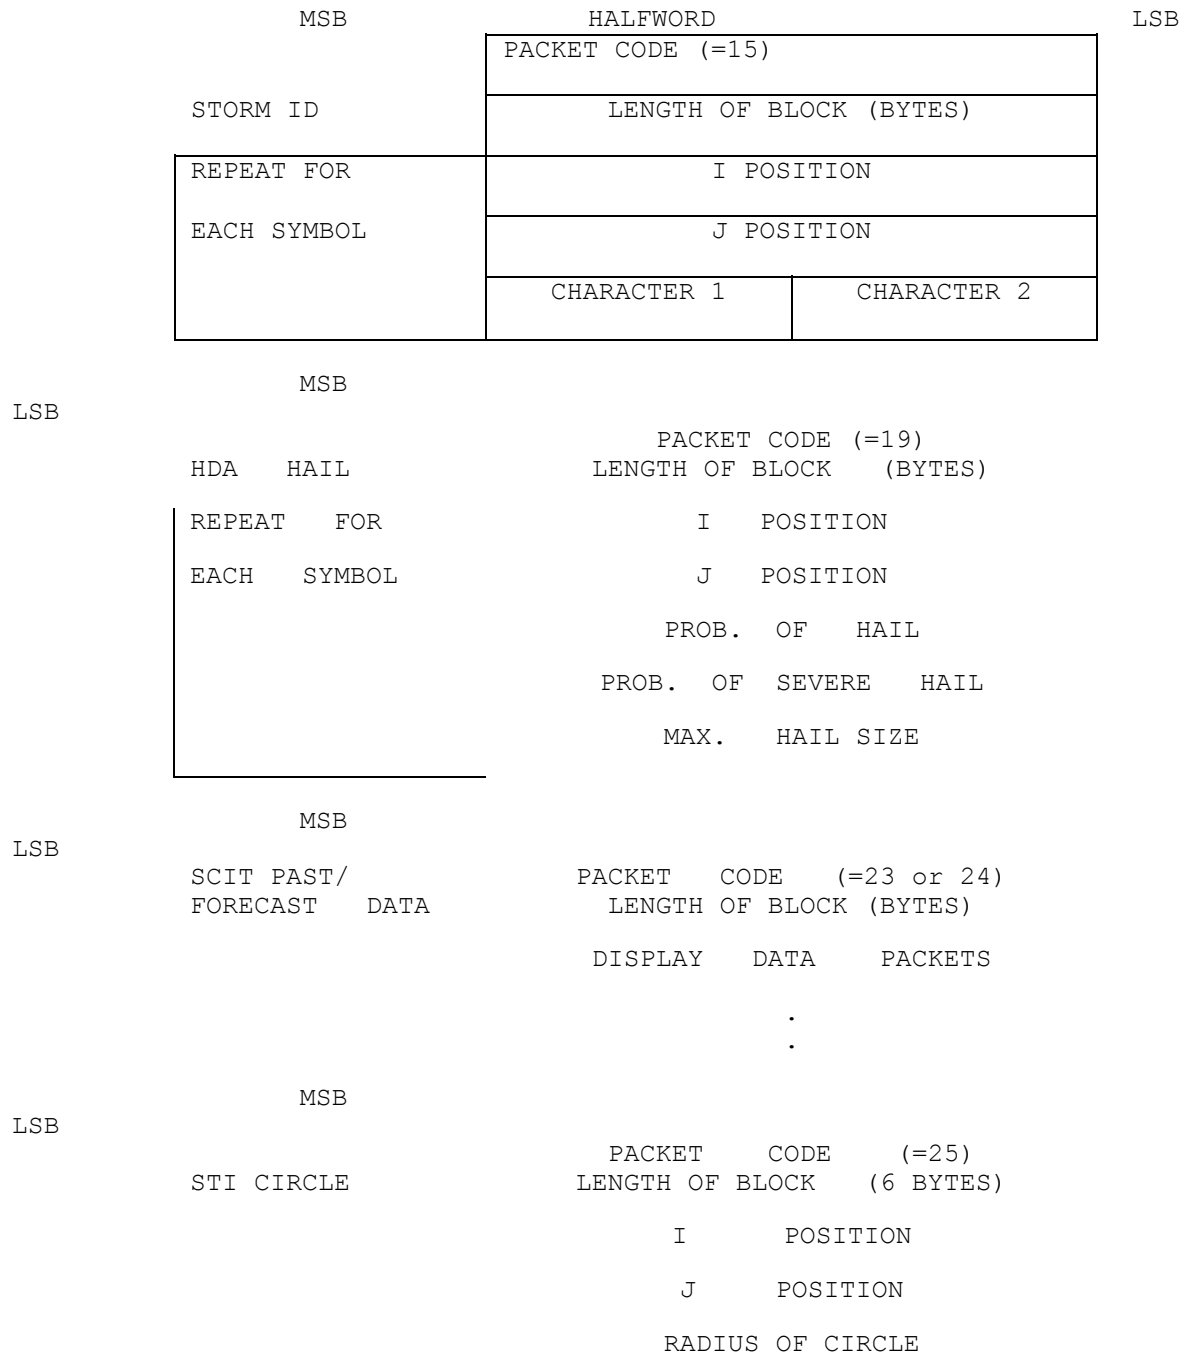 MSB HALFWORD LSB
PACKET CODE (=15)
STORM ID LENGTH OF BLOCK (BYTES)
REPEAT FOR I POSITION
EACH SYMBOL J POSITION
CHARACTER 1 CHARACTER 2
MSB
LSB
PACKET CODE (=19)
HDA HAIL LENGTH OF BLOCK (BYTES)
REPEAT FOR I POSITION
EACH SYMBOL J POSITION
PROB. OF HAIL
PROB. OF SEVERE HAIL
MAX. HAIL SIZE
MSB
LSB
SCIT PAST/ PACKET CODE (=23 or 24)
FORECAST DATA LENGTH OF BLOCK (BYTES)
DISPLAY DATA PACKETS
.
.
MSB
LSB
PACKET CODE (=25)
STI CIRCLE LENGTH OF BLOCK (6 BYTES)
I POSITION
J POSITION
RADIUS OF CIRCLE